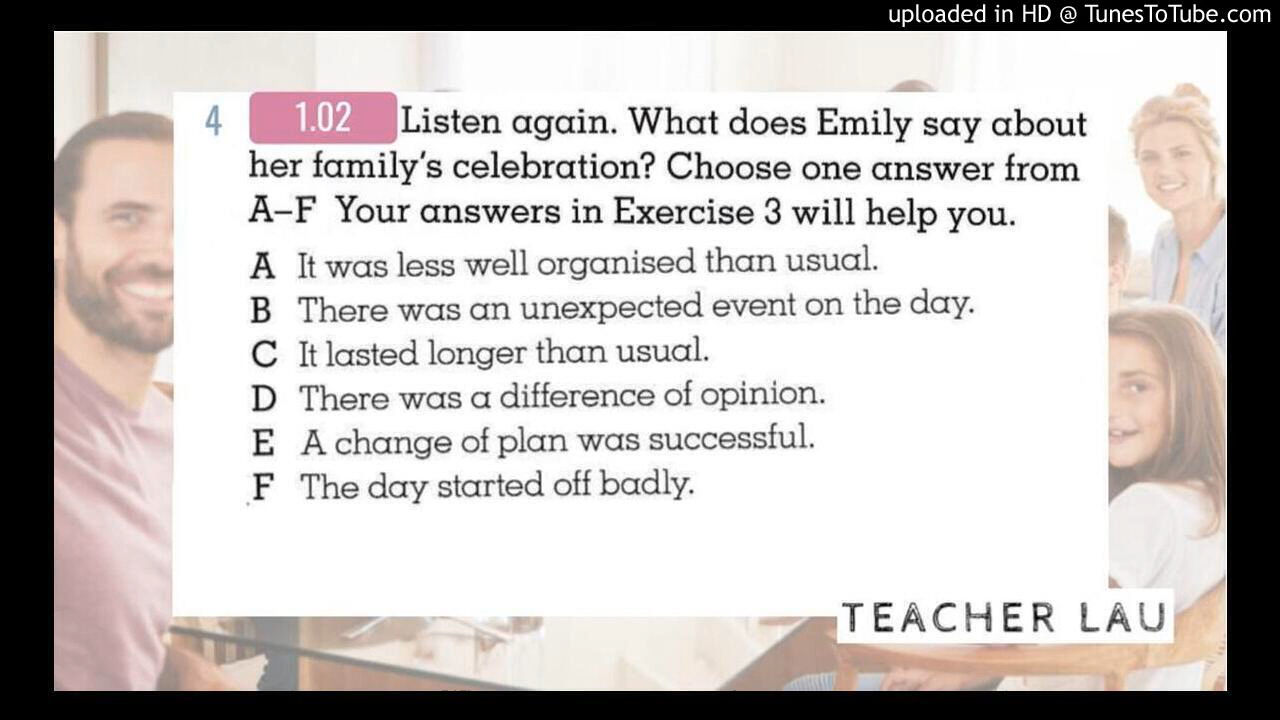 uploaded in HD @ TunesToTube.com
4 1.02 Listen again. What does Emily say about
her family's celebration? Choose one answer from
A–F Your answers in Exercise 3 will help you.
A It was less well organised than usual.
B There was an unexpected event on the day.
C It lasted longer than usual.
D There was a difference of opinion.
E A change of plan was successful.
F The day started off badly.
TEACHER LAU